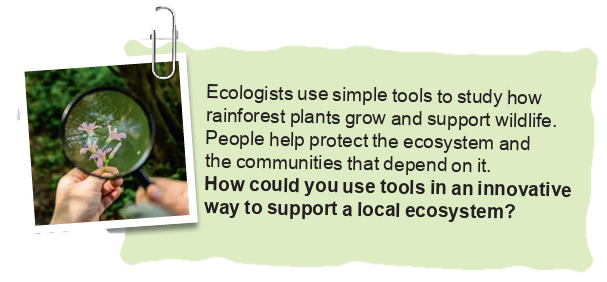 Ecologists use simple tools to study how
rainforest plants grow and support wildlife.
People help protect the ecosystem and
the communities that depend on it.
How could you use tools in an innovative
way to support a local ecosystem?